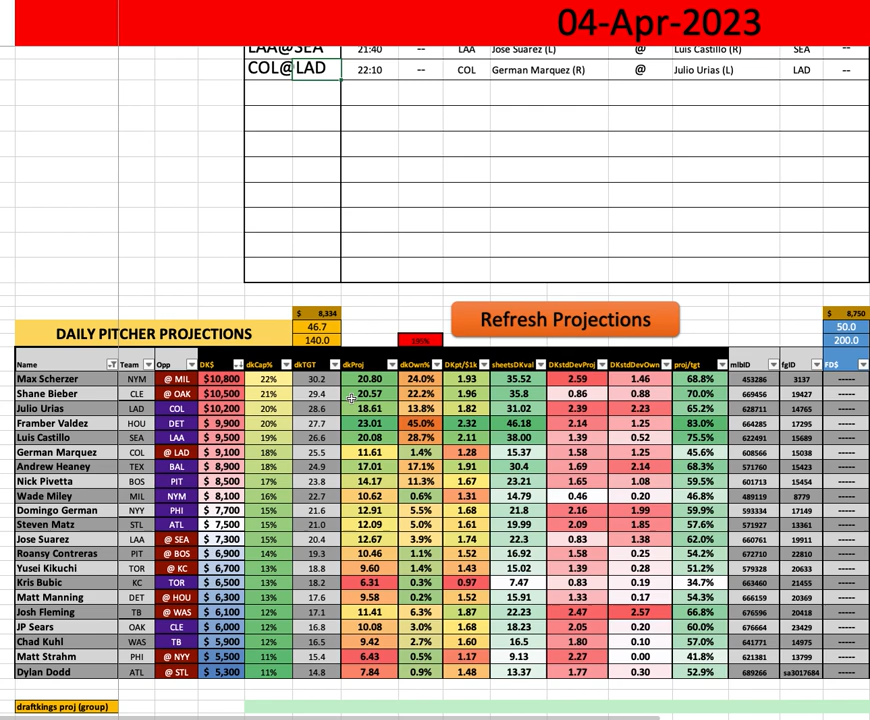 04-Apr-2023
LAA@SEA 21:40 -- LAA Jose Suarez (L) @ Luis Castillo (R) SEA --
COL@LAD 22:10 -- COL German Marquez (R) @ Julio Urias (L) LAD --
$ 8,334 $ 8,750
DAILY PITCHER PROJECTIONS 46.7 Refresh Projections 50.0
140.0 195% 200.0
Name Team Opp DK$ dkCap% dkTGT dkProj dkOwn% DKpt/$1k sheetsDKval DKstdDevProj DKstdDevOwn proj/tgt mlbID fgID FD$
Max Scherzer NYM @ MIL $10,800 22% 30.2 20.80 24.0% 1.93 35.52 2.59 1.46 68.8% 453286 3137 -----
Shane Bieber CLE @ OAK $10,500 21% 29.4 20.57 22.2% 1.96 35.8 0.86 0.88 70.0% 669456 19427 -----
Julio Urias LAD COL $10,200 20% 28.6 18.61 13.8% 1.82 31.02 2.39 2.23 65.2% 628711 14765 -----
Framber Valdez HOU DET $ 9,900 20% 27.7 23.01 45.0% 2.32 46.18 2.14 1.25 83.0% 664285 17295 -----
Luis Castillo SEA LAA $ 9,500 19% 26.6 20.08 28.7% 2.11 38.00 1.39 0.52 75.5% 622491 15689 -----
German Marquez COL @ LAD $ 9,100 18% 25.5 11.61 1.4% 1.28 15.37 1.58 1.25 45.6% 608566 15038 -----
Andrew Heaney TEX BAL $ 8,900 18% 24.9 17.01 17.1% 1.91 30.4 1.69 2.14 68.3% 571760 15423 -----
Nick Pivetta BOS PIT $ 8,500 17% 23.8 14.17 11.3% 1.67 23.21 1.65 1.08 59.5% 601713 15454 -----
Wade Miley MIL NYM $ 8,100 16% 22.7 10.62 0.6% 1.31 14.79 0.46 0.20 46.8% 489119 8779 -----
Domingo German NYY PHI $ 7,700 15% 21.6 12.91 5.5% 1.68 21.8 2.16 1.99 59.9% 593334 17149 -----
Steven Matz STL ATL $ 7,500 15% 21.0 12.09 5.0% 1.61 19.99 2.09 1.85 57.6% 571927 13361 -----
Jose Suarez LAA @ SEA $ 7,300 15% 20.4 12.67 3.9% 1.74 22.3 0.83 1.38 62.0% 660761 19911 -----
Roansy Contreras PIT @ BOS $ 6,900 14% 19.3 10.46 1.1% 1.52 16.92 1.58 0.25 54.2% 672710 22810 -----
Yusei Kikuchi TOR @ KC $ 6,700 13% 18.8 9.60 1.4% 1.43 15.02 1.39 0.28 51.2% 579328 20633 -----
Kris Bubic KC TOR $ 6,500 13% 18.2 6.31 0.3% 0.97 7.47 0.83 0.19 34.7% 663460 21455 -----
Matt Manning DET @ HOU $ 6,300 13% 17.6 9.58 0.2% 1.52 15.91 1.33 0.17 54.3% 666159 20369 -----
Josh Fleming TB @ WAS $ 6,100 12% 17.1 11.41 6.3% 1.87 22.23 2.47 2.57 66.8% 676596 20418 -----
JP Sears OAK CLE $ 6,000 12% 16.8 10.08 3.0% 1.68 18.23 2.05 0.20 60.0% 676664 23429 -----
Chad Kuhl WAS TB $ 5,900 12% 16.5 9.42 2.7% 1.60 16.5 1.80 0.10 57.0% 641771 14975 -----
Matt Strahm PHI @ NYY $ 5,500 11% 15.4 6.43 0.5% 1.17 9.13 2.27 0.00 41.8% 621381 13799 -----
Dylan Dodd ATL @ STL $ 5,300 11% 14.8 7.84 0.9% 1.48 13.37 1.77 0.30 52.9% 689266 sa3017684 -----
draftkings proj (group)